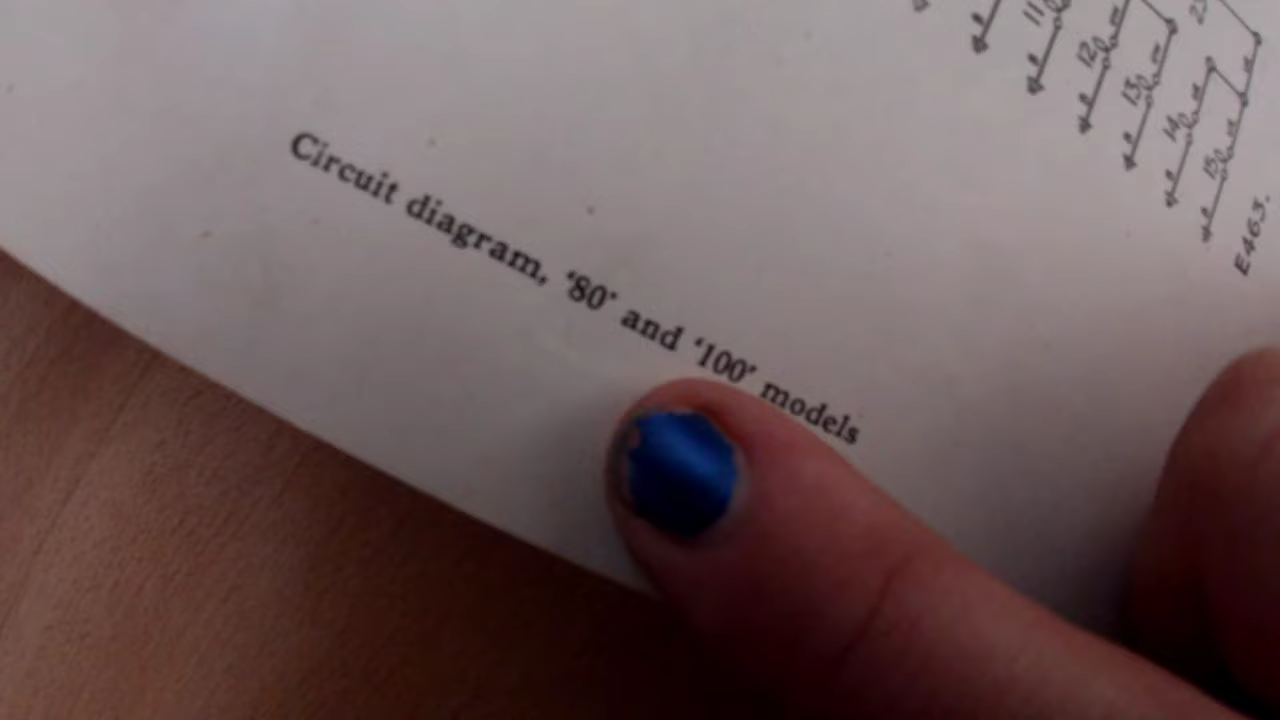 Circuit diagram, '80' and '100' models
11
12
13
14
15
E463.